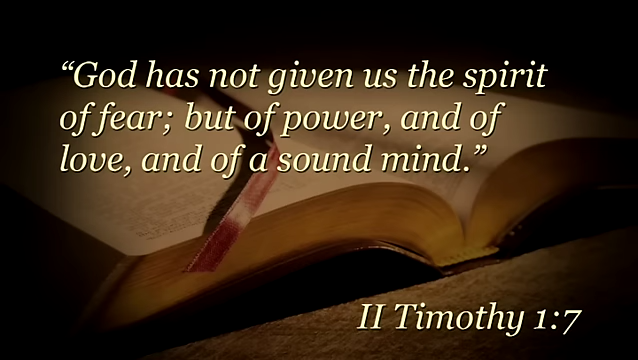 “God has not given us the spirit
of fear; but of power, and of
love, and of a sound mind.”
II Timothy 1:7